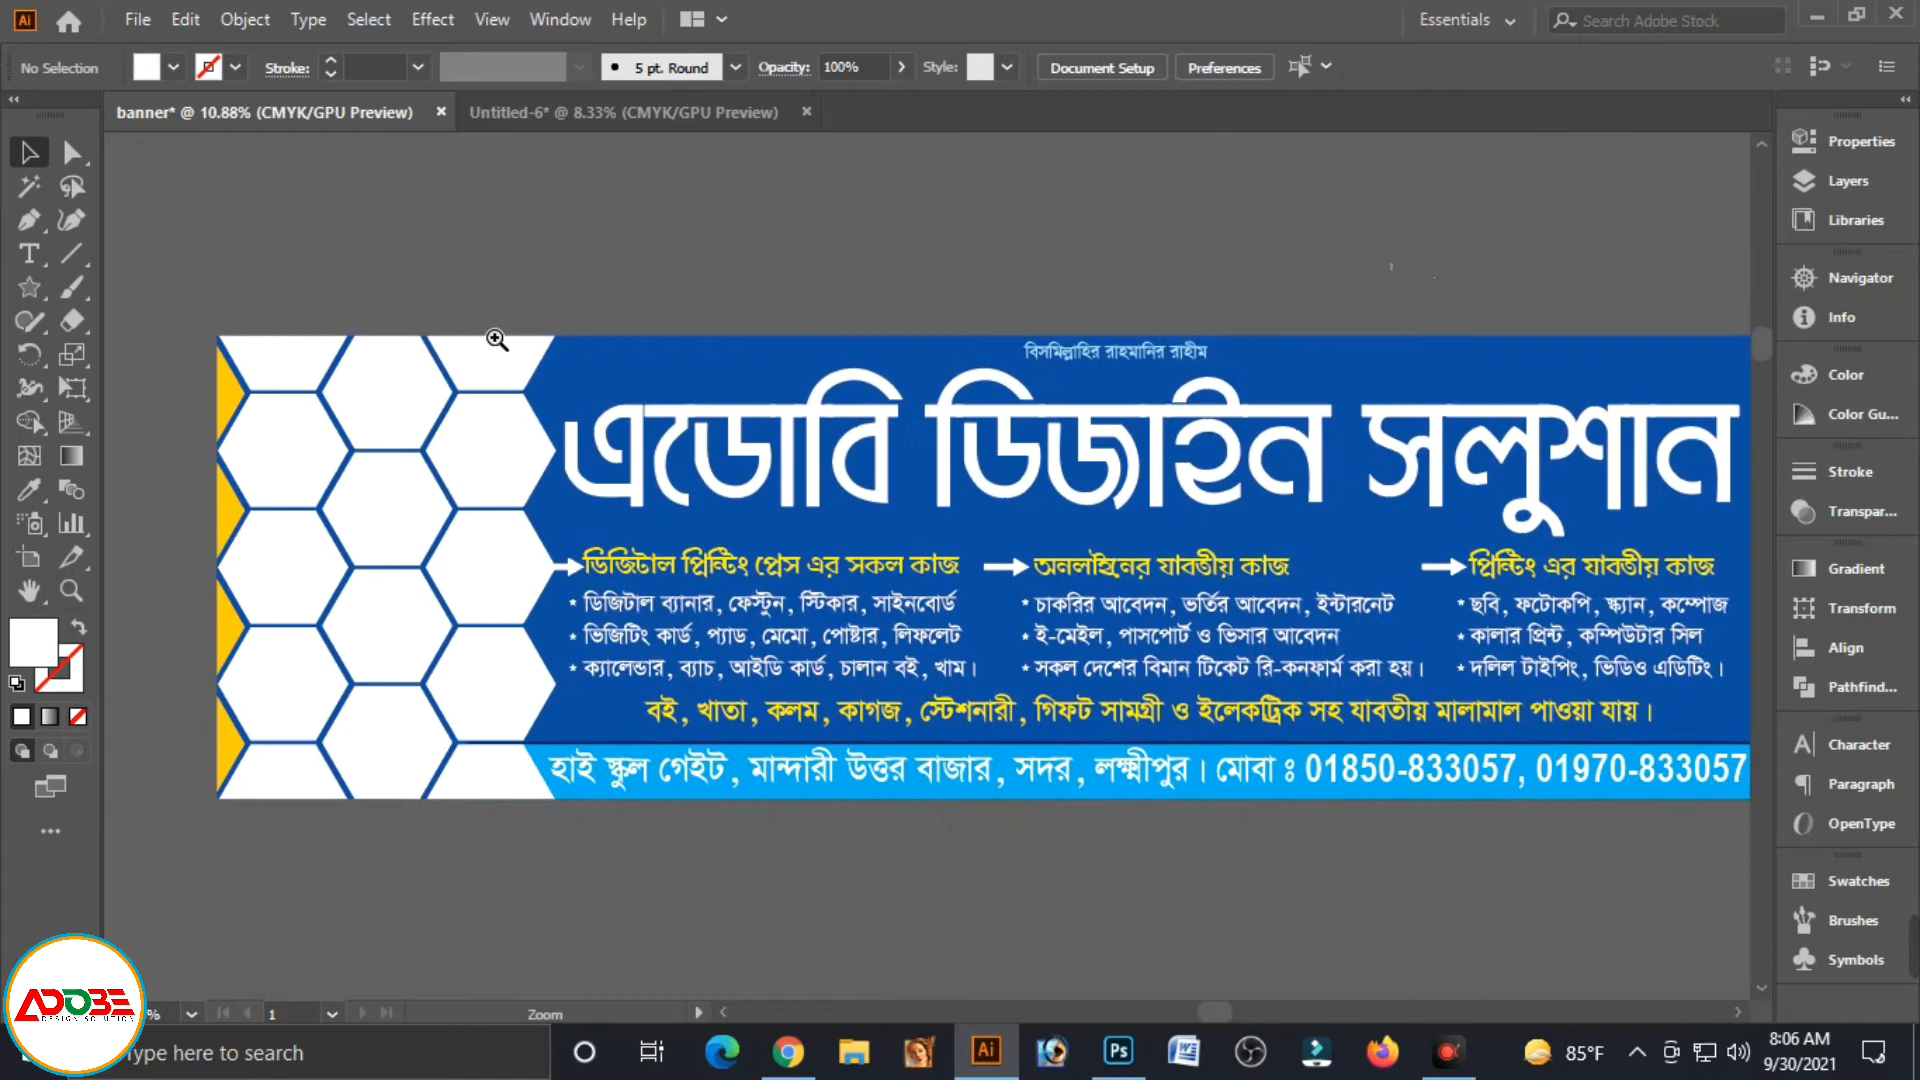 File Edit Object Type Select Effect View Window Help Essentials Search Adobe Stock
No Selection Stroke: 5 pt. Round Opacity: 100% Style: Document Setup Preferences
banner* @ 10.88% (CMYK/GPU Preview) × Untitled-6* @ 8.33% (CMYK/GPU Preview) ×
Properties
Layers
Libraries
Navigator
Info
Color
Color Gu...
Stroke
Transpar...
Gradient
Transform
Align
Pathfind...
Character
Paragraph
OpenType
Swatches
Brushes
Symbols
বিসমিল্লাহির রাহমানির রাহীম
এডোবি ডিজাইন সলুশান
ডিজিটাল প্রিন্টিং প্রেস এর সকল কাজ
* ডিজিটাল ব্যানার, ফেস্টুন, স্টিকার, সাইনবোর্ড
* ভিজিটিং কার্ড, প্যাড, মেমো, পোষ্টার, লিফলেট
* ক্যালেন্ডার, ব্যাচ, আইডি কার্ড, চালান বই, খাম।
অনলাইনের যাবতীয় কাজ
* চাকরির আবেদন, ভর্তির আবেদন, ইন্টারনেট
* ই-মেইল, পাসপোর্ট ও ভিসার আবেদন
* সকল দেশের বিমান টিকেট রি-কনফার্ম করা হয়।
প্রিন্টিং এর যাবতীয় কাজ
* ছবি, ফটোকপি, স্ক্যান, কম্পোজ
* কালার প্রিন্ট, কম্পিউটার সিল
* দলিল টাইপিং, ভিডিও এডিটিং।
বই, খাতা, কলম, কাগজ, স্টেশনারী, গিফট সামগ্রী ও ইলেকট্রিক সহ যাবতীয় মালামাল পাওয়া যায়।
হাই স্কুল গেইট, মান্দারী উত্তর বাজার, সদর, লক্ষ্মীপুর। মোবা ঃ 01850-833057, 01970-833057
ADOBE
DESIGN SOLUTION
% 1 Zoom
Type here to search
85°F
8:06 AM
9/30/2021